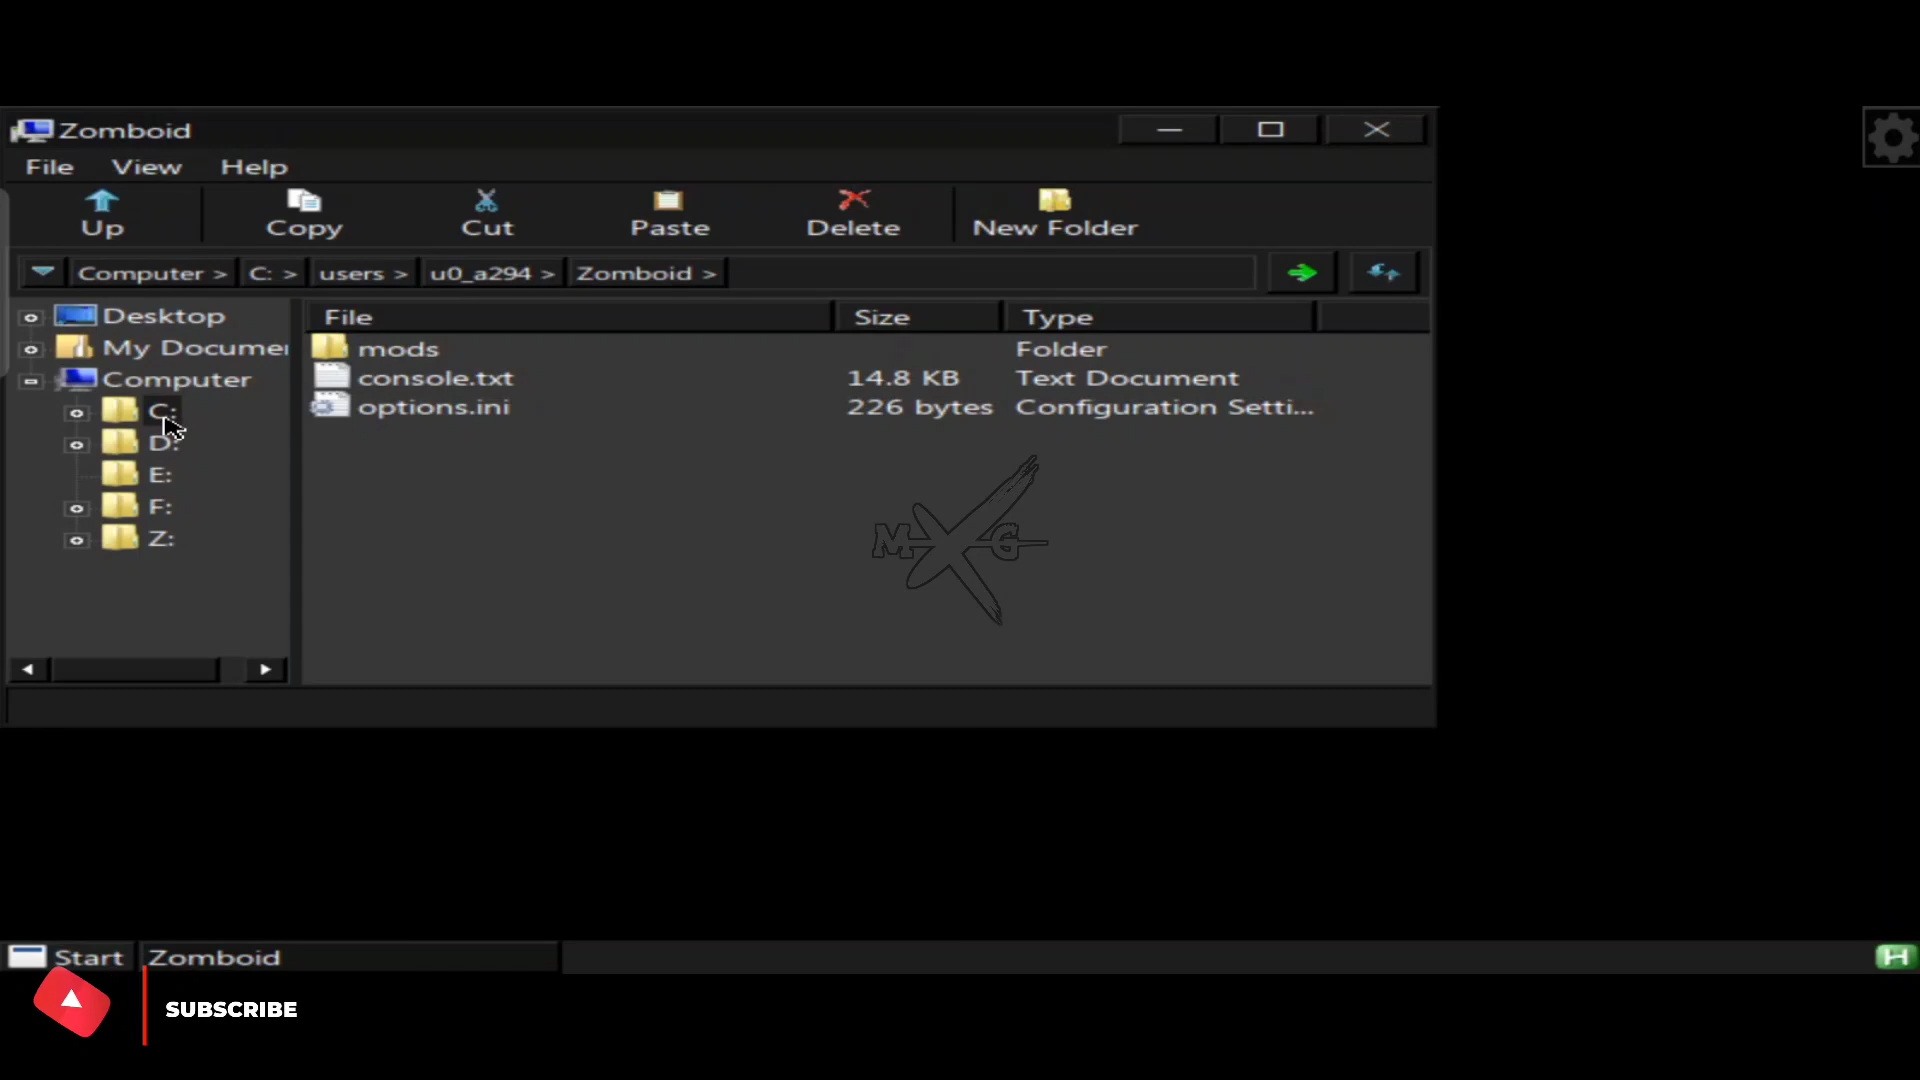 Zomboid
File View Help
Up Copy Cut Paste Delete New Folder
Computer > C: > users > u0_a294 > Zomboid >
Desktop
My Documer
Computer
C:
D:
E:
F:
Z:
File Size Type
mods Folder
console.txt 14.8 KB Text Document
options.ini 226 bytes Configuration Setti...
M G
Start Zomboid H
SUBSCRIBE